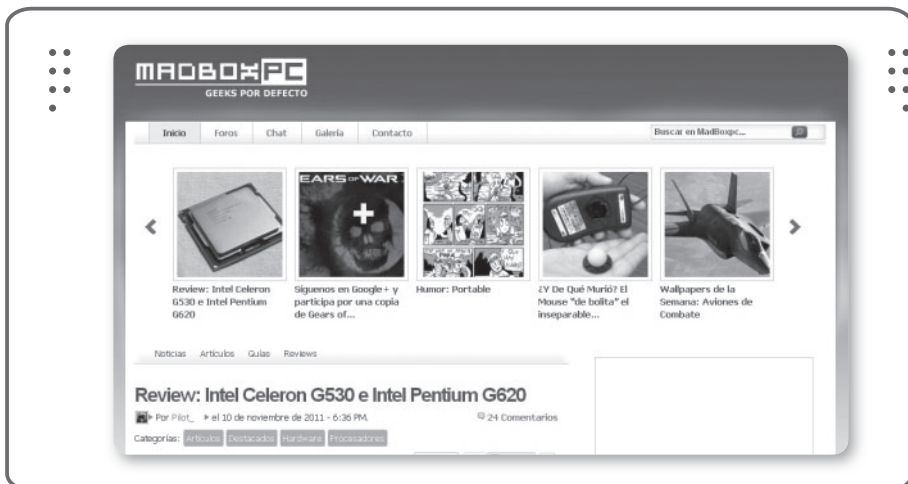 MADBOXPC
GEEKS POR DEFECTO
Inicio Foros Chat Galería Contacto
Buscar en MadBoxpc...
EARS OF WAR
Review: Intel Celeron
G530 e Intel Pentium
G620
Síguenos en Google+ y
participa por una copia
de Gears of...
Humor: Portable
¿Y De Qué Murió? El
Mouse "de bolita" el
inseparable...
Wallpapers de la
Semana: Aviones de
Combate
Noticias Artículos Guías Reviews
Review: Intel Celeron G530 e Intel Pentium G620
Por Pilot_ el 10 de noviembre de 2011 - 6:36 PM.
24 Comentarios
Categorías: Artículos Destacados Hardware Procesadores